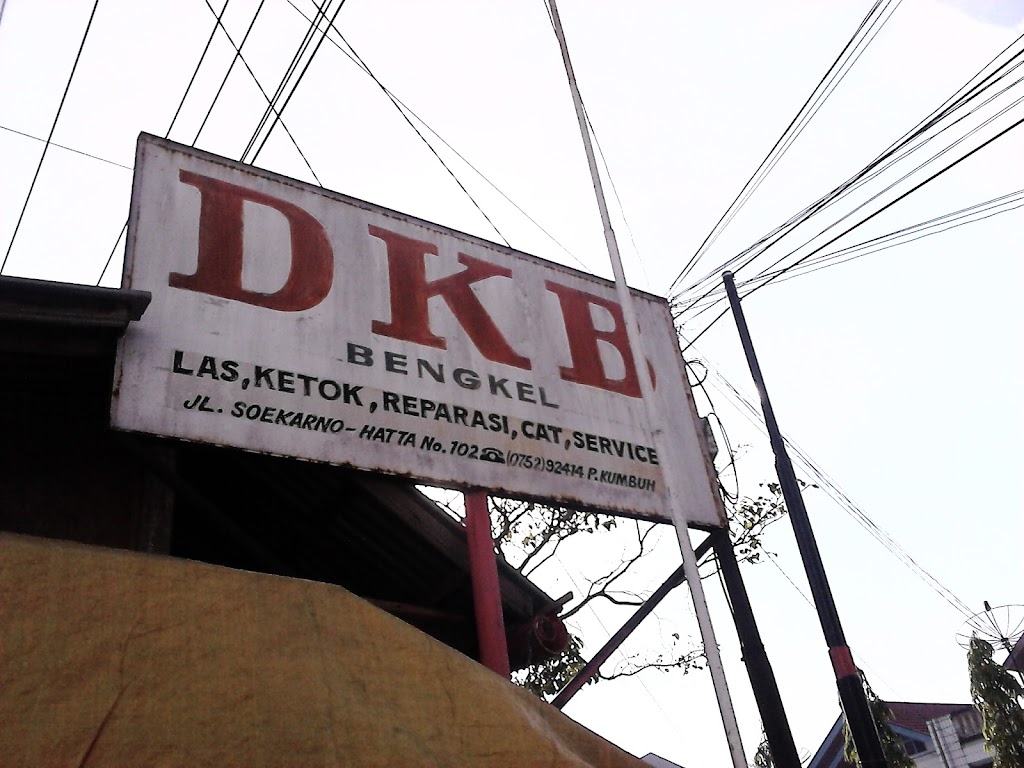 DKB
BENGKEL
LAS, KETOK, REPARASI, CAT, SERVICE
JL. SOEKARNO-HATTA No. 102 ☎ (0752) 92414 P. KUMBUH